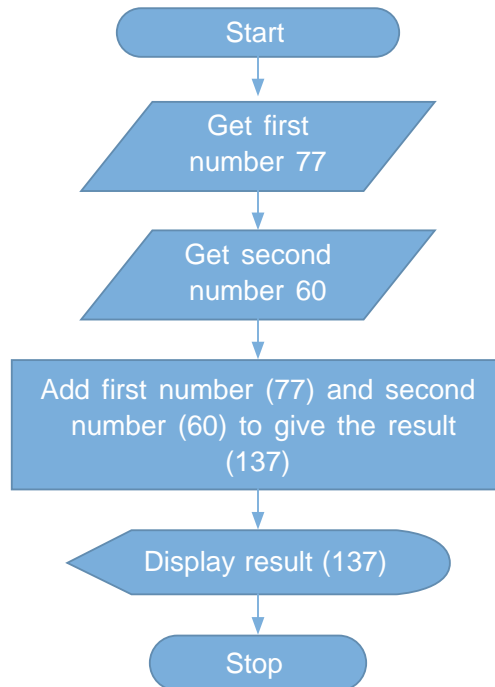 Start
Get first
number 77
Get second
number 60
Add first number (77) and second
number (60) to give the result
(137)
Display result (137)
Stop